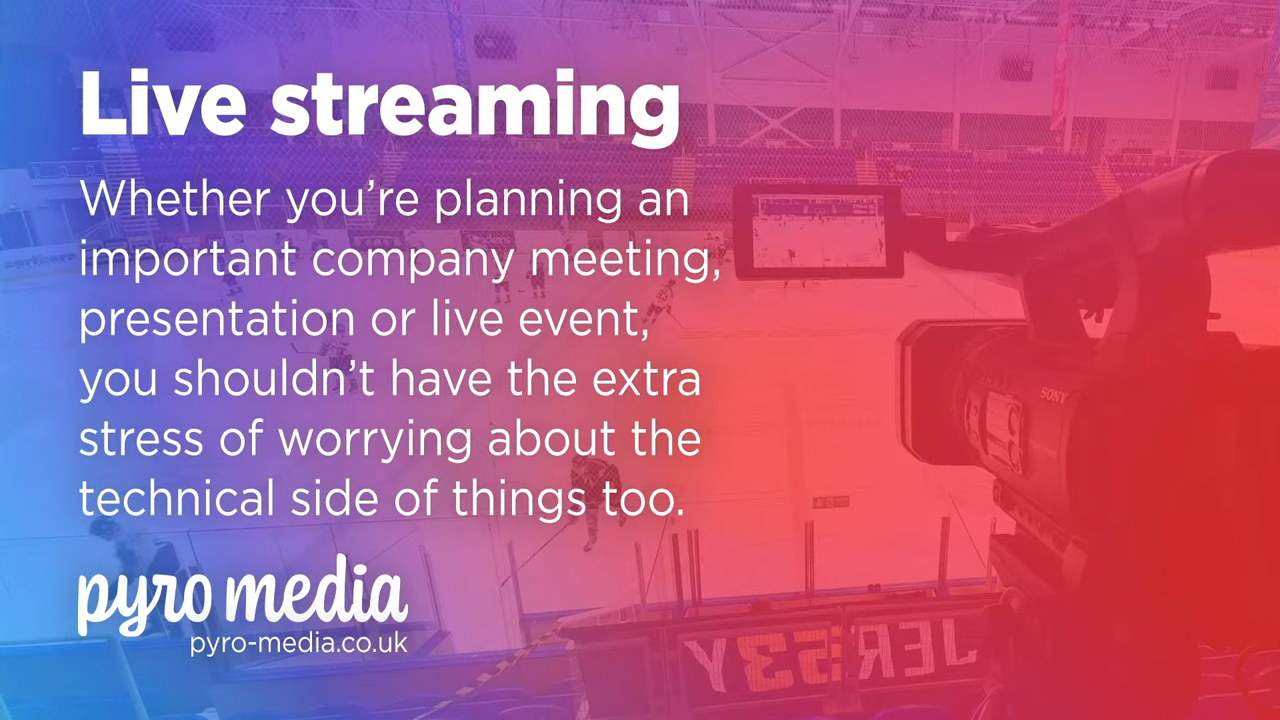 Live streaming
Whether you’re planning an
important company meeting,
presentation or live event,
you shouldn’t have the extra
stress of worrying about the
technical side of things too.
pyro media
pyro-media.co.uk
SONY